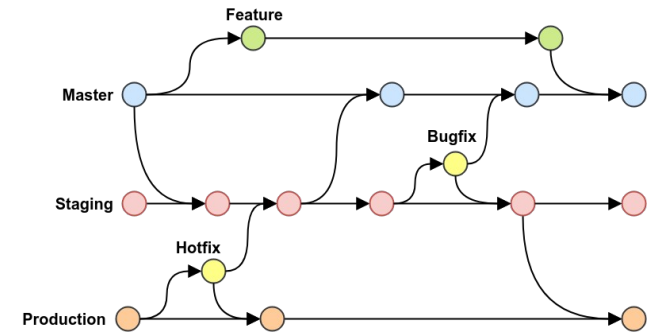 Feature
Master
Bugfix
Staging
Hotfix
Production